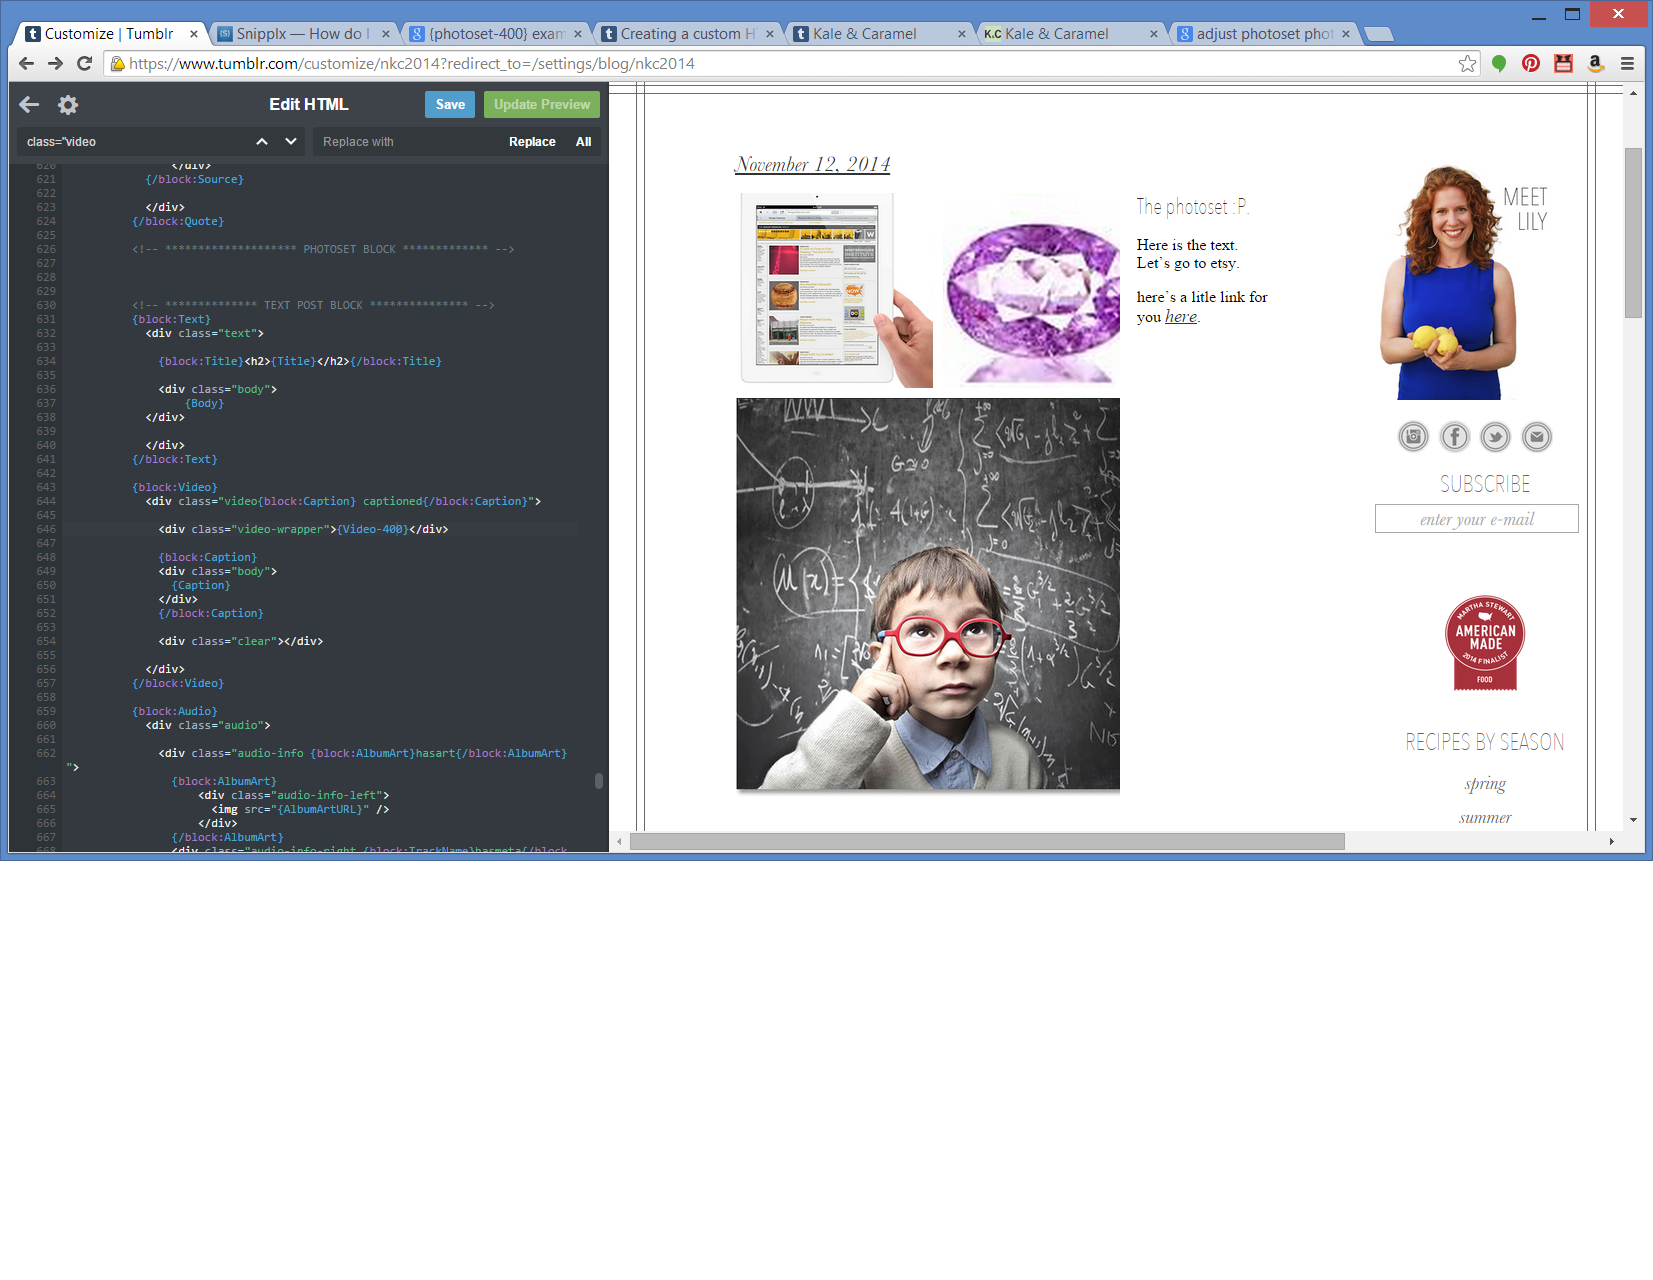 Customize | Tumblr
Snipplx — How do I
{photoset-400} exam
Creating a custom H
Kale & Caramel
K.C Kale & Caramel
adjust photoset phot
https://www.tumblr.com/customize/nkc2014?redirect_to=/settings/blog/nkc2014
Edit HTML
Save
Update Preview
class="video
Replace with
Replace
All
620 </div>
621 {/block:Source}
622
623 </div>
624 {/block:Quote}
625
626 <!-- ******************** PHOTOSET BLOCK ************* -->
627
628
629
630 <!-- ************** TEXT POST BLOCK *************** -->
631 {block:Text}
632 <div class="text">
633
634 {block:Title}<h2>{Title}</h2>{/block:Title}
635
636 <div class="body">
637 {Body}
638 </div>
639
640 </div>
641 {/block:Text}
642
643 {block:Video}
644 <div class="video{block:Caption} captioned{/block:Caption}">
645
646 <div class="video-wrapper">{Video-400}</div>
647
648 {block:Caption}
649 <div class="body">
650 {Caption}
651 </div>
652 {/block:Caption}
653
654 <div class="clear"></div>
655
656 </div>
657 {/block:Video}
658
659 {block:Audio}
660 <div class="audio">
661
662 <div class="audio-info {block:AlbumArt}hasart{/block:AlbumArt}
">
663 {block:AlbumArt}
664 <div class="audio-info-left">
665 <img src="{AlbumArtURL}" />
666 </div>
667 {/block:AlbumArt}
668 <div class="audio-info-right {block:TrackName}hasmeta{/block
November 12, 2014
The photoset :P.
Here is the text.
Let's go to etsy.
here's a litle link for
you here.
MEET
LILY
SUBSCRIBE
enter your e-mail
MARTHA STEWART
AMERICAN
MADE
2014 FINALIST
FOOD
RECIPES BY SEASON
spring
summer